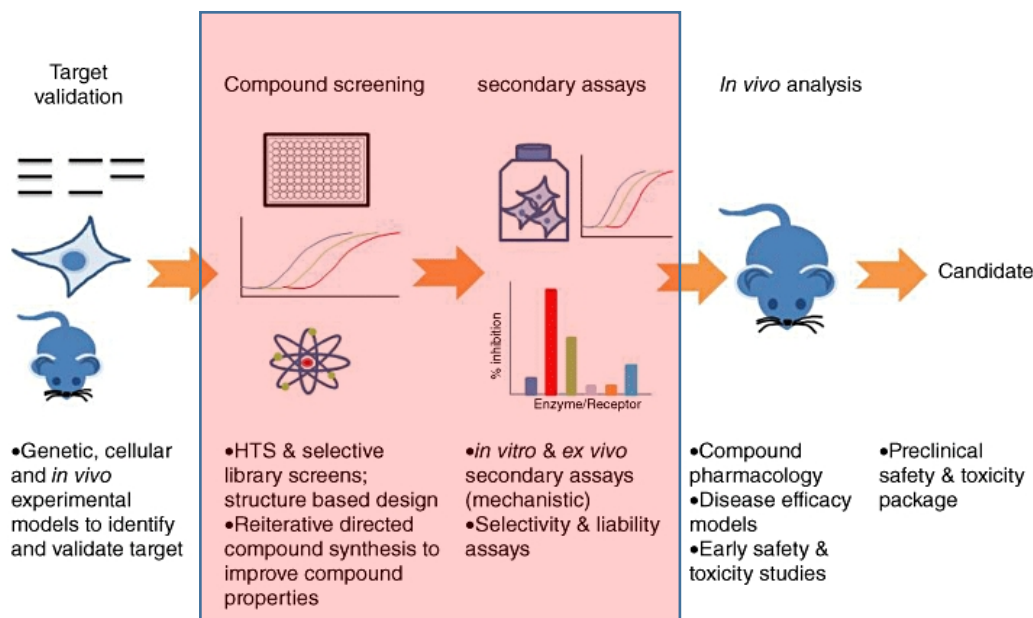 Target
validation
Compound screening
secondary assays
In vivo analysis
Candidate
% inhibition
Enzyme/Receptor
•Genetic, cellular
and in vivo
experimental
models to identify
and validate target
•HTS & selective
library screens;
structure based design
•Reiterative directed
compound synthesis to
improve compound
properties
•in vitro & ex vivo
secondary assays
(mechanistic)
•Selectivity & liability
assays
•Compound
pharmacology
•Disease efficacy
models
•Early safety &
toxicity studies
•Preclinical
safety & toxicity
package